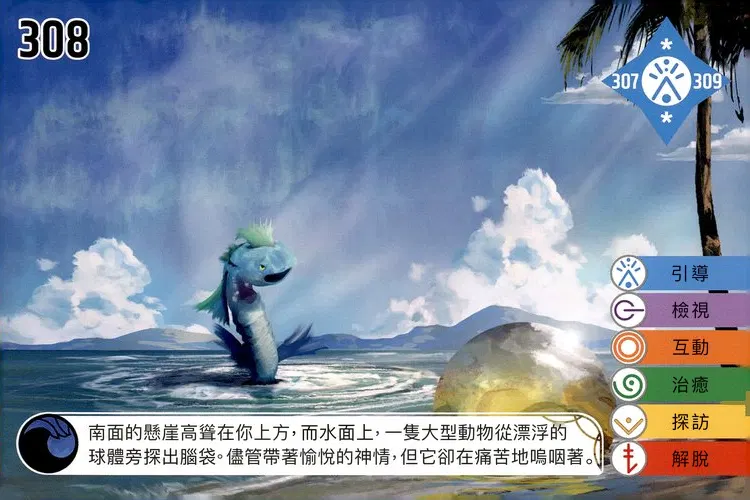 308
307 309
*
*
引導
檢視
互動
治癒
探訪
解脫
南面的懸崖高聳在你上方，而水面上，一隻大型動物從漂浮的
球體旁探出腦袋。儘管帶著愉悅的神情，但它卻在痛苦地嗚咽著。